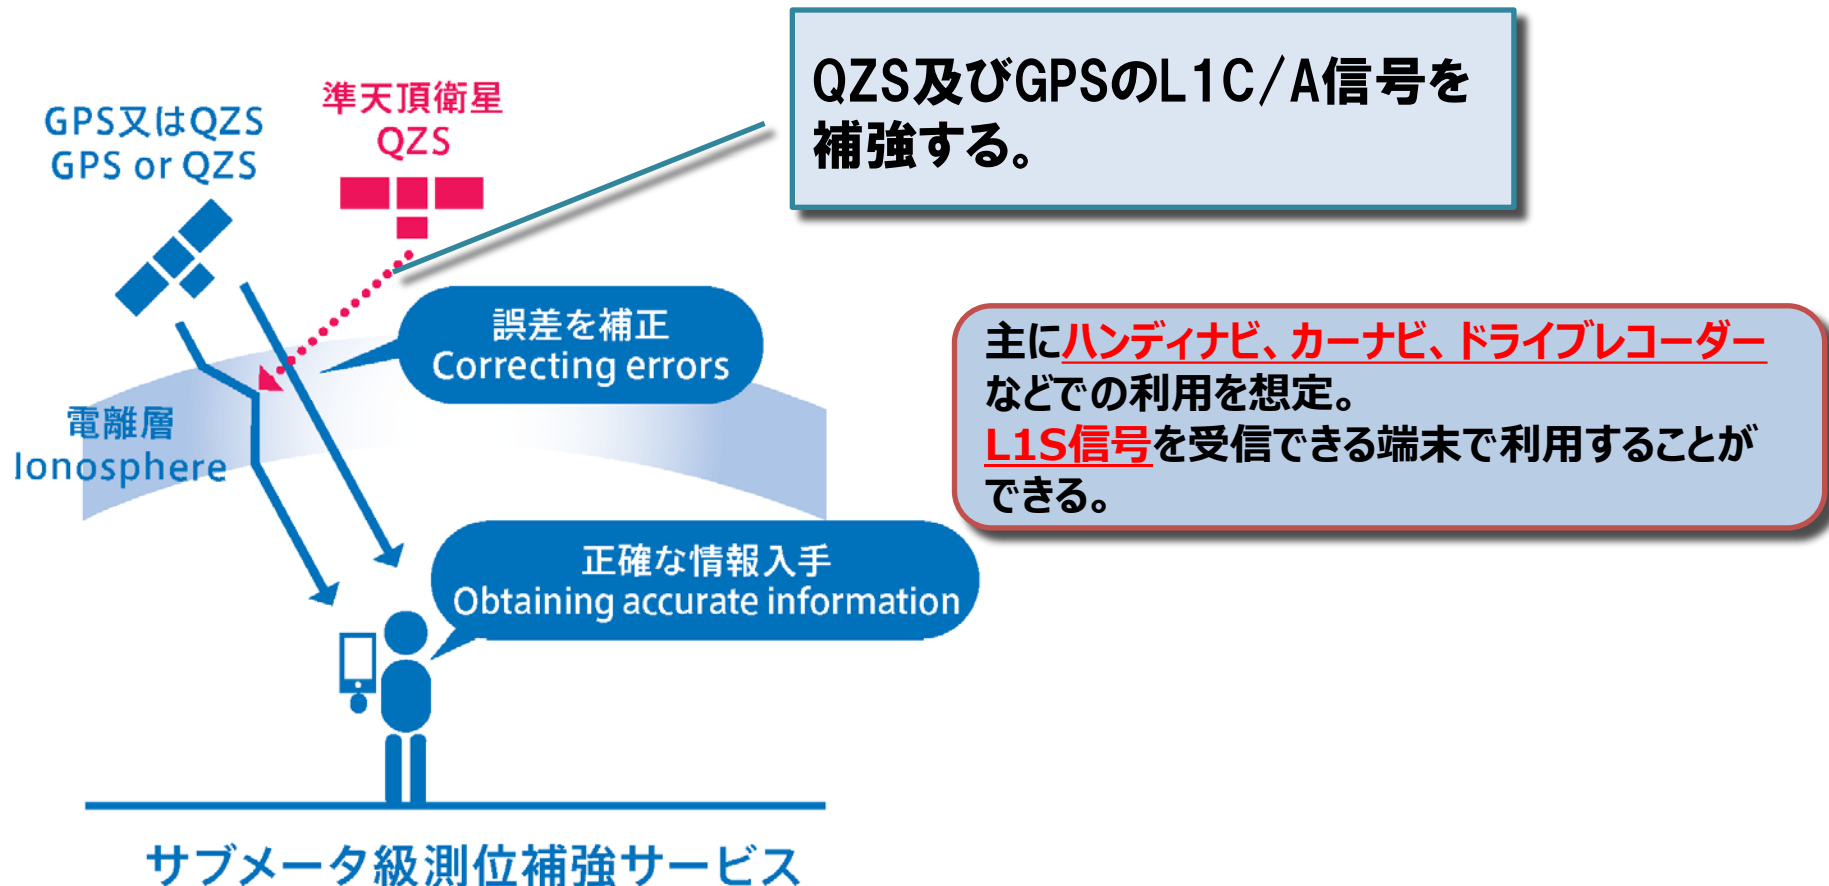 QZS及びGPSのL1C/A信号を
補強する。
準天頂衛星
QZS
GPS又はQZS
GPS or QZS
誤差を補正
Correcting errors
主にハンディナビ、カーナビ、ドライブレコーダー
などでの利用を想定。
L1S信号を受信できる端末で利用することが
できる。
電離層
Ionosphere
正確な情報入手
Obtaining accurate information
サブメータ級測位補強サービス